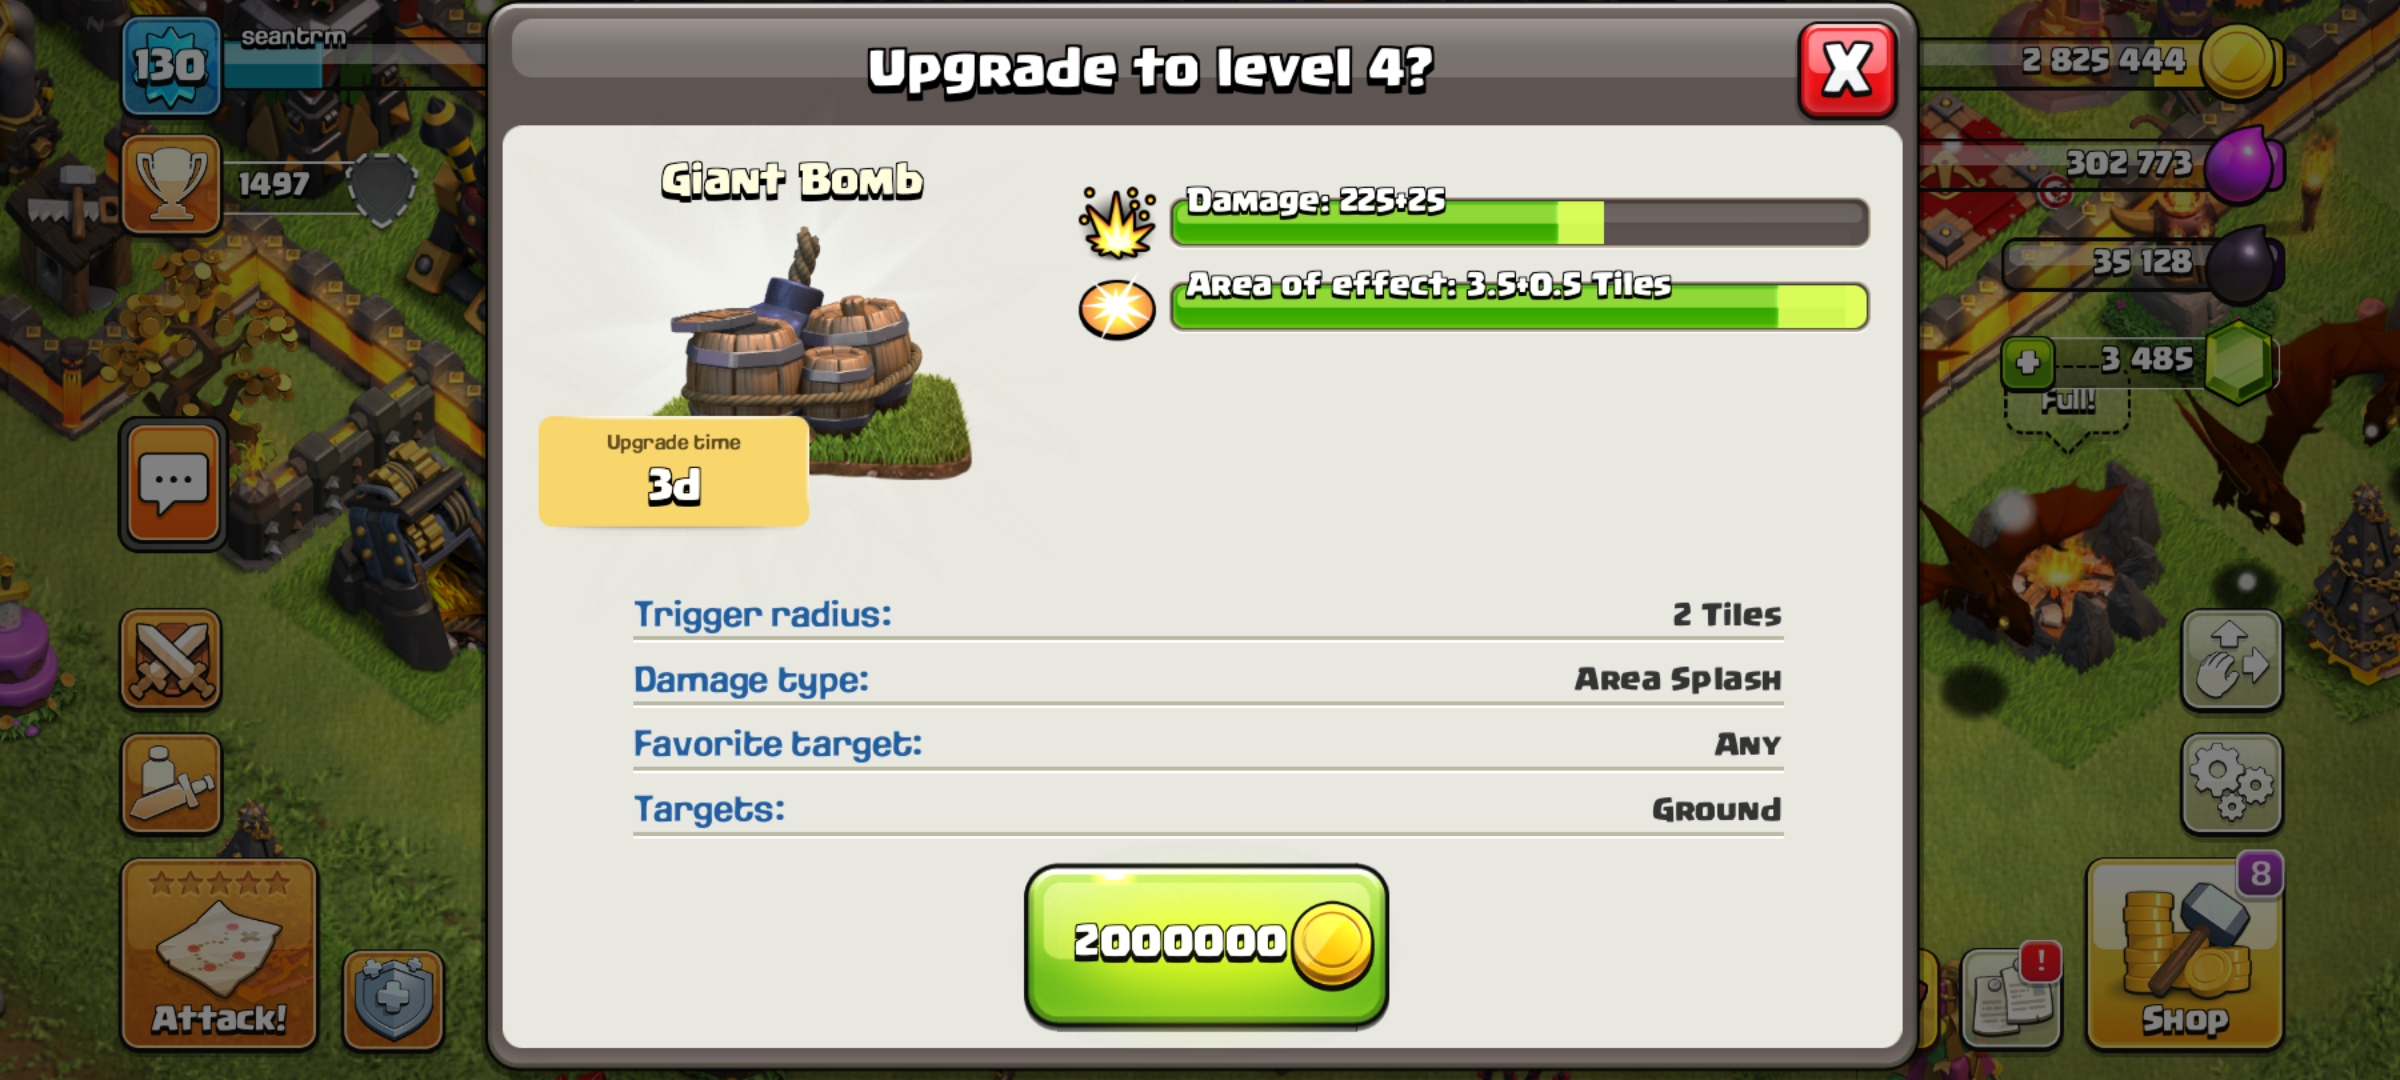 130
seantrm
1497
Upgrade to level 4?
X
2 825 444
302 773
35 128
3 485
Full!
Giant Bomb
Damage: 225+25
Area of effect: 3.5+0.5 Tiles
Upgrade time
3d
Trigger radius: 2 Tiles
Damage type: Area Splash
Favorite target: Any
Targets: Ground
2000000
Attack!
8
!
Shop